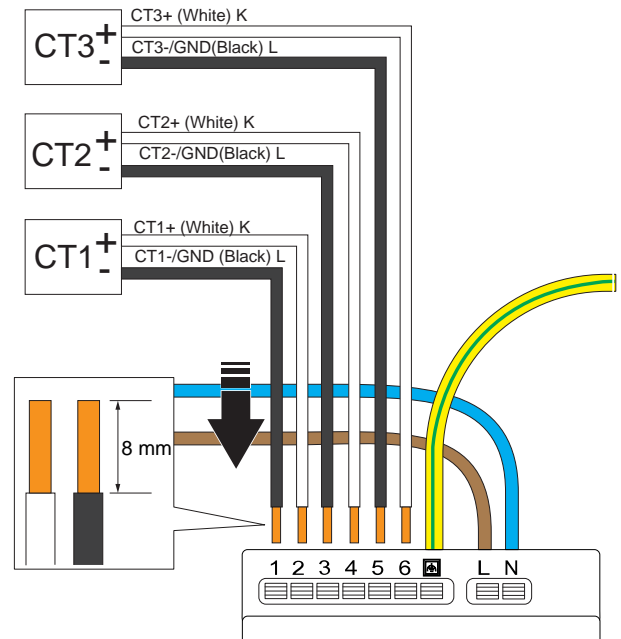 CT3+ (White) K
CT3 + -
CT3-/GND(Black) L
CT2+ (White) K
CT2 + -
CT2-/GND(Black) L
CT1+ (White) K
CT1 + -
CT1-/GND (Black) L
8 mm
1 2 3 4 5 6 L N